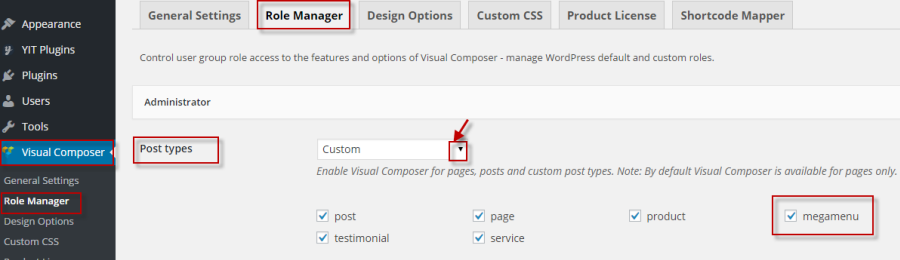 General Settings
Role Manager
Design Options
Custom CSS
Product License
Shortcode Mapper
Appearance
YIT Plugins
Plugins
Users
Tools
Visual Composer
General Settings
Role Manager
Design Options
Custom CSS
Control user group role access to the features and options of Visual Composer - manage WordPress default and custom roles.
Administrator
Post types
Custom
Enable Visual Composer for pages, posts and custom post types. Note: By default Visual Composer is available for pages only.
post
page
product
megamenu
testimonial
service